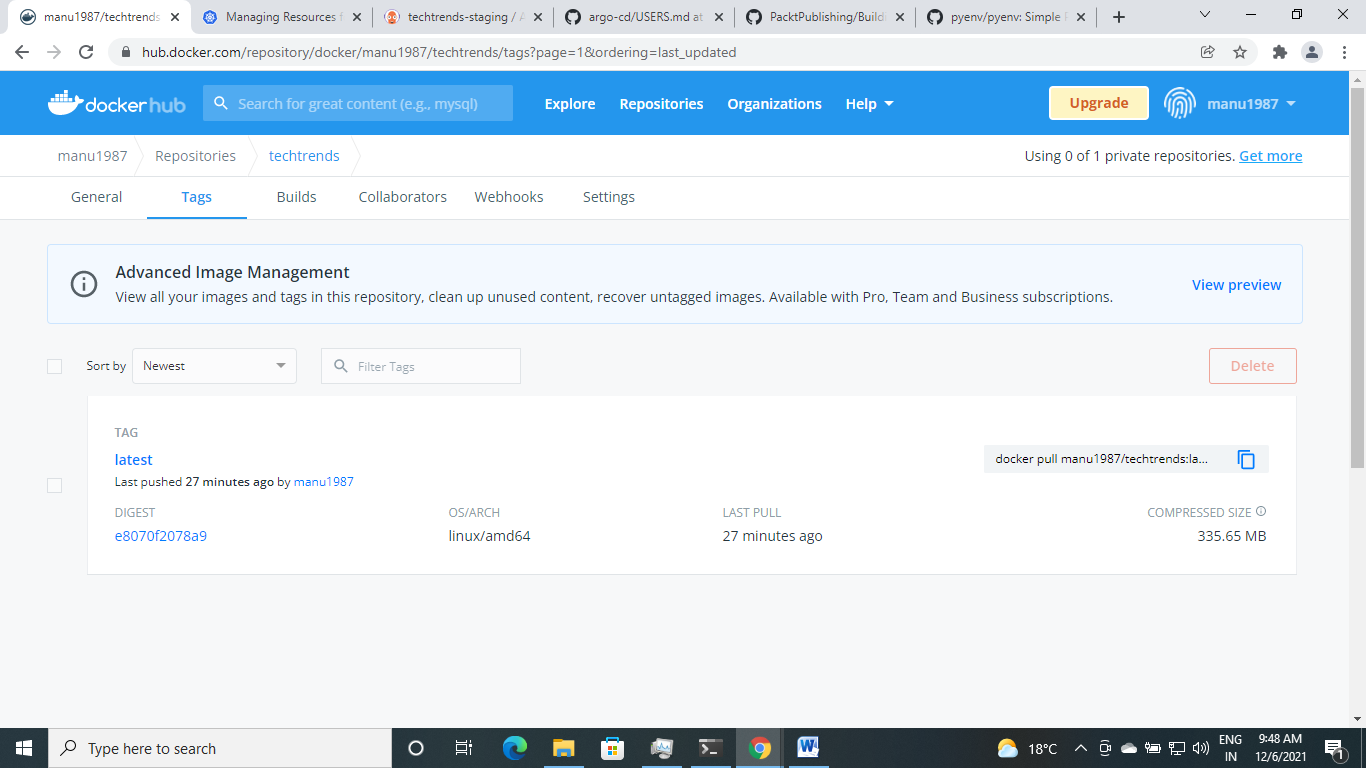 manu1987/techtrends
Managing Resources f
techtrends-staging / A
argo-cd/USERS.md at
PacktPublishing/Build
pyenv/pyenv: Simple P
hub.docker.com/repository/docker/manu1987/techtrends/tags?page=1&ordering=last_updated
dockerhub
Search for great content (e.g., mysql)
Explore
Repositories
Organizations
Help
Upgrade
manu1987
manu1987
Repositories
techtrends
Using 0 of 1 private repositories. Get more
General
Tags
Builds
Collaborators
Webhooks
Settings
Advanced Image Management
View all your images and tags in this repository, clean up unused content, recover untagged images. Available with Pro, Team and Business subscriptions.
View preview
Sort by
Newest
Filter Tags
Delete
TAG
latest
docker pull manu1987/techtrends:la...
Last pushed 27 minutes ago by manu1987
DIGEST
OS/ARCH
LAST PULL
COMPRESSED SIZE
e8070f2078a9
linux/amd64
27 minutes ago
335.65 MB
Type here to search
18°C
ENG
IN
9:48 AM
12/6/2021
1